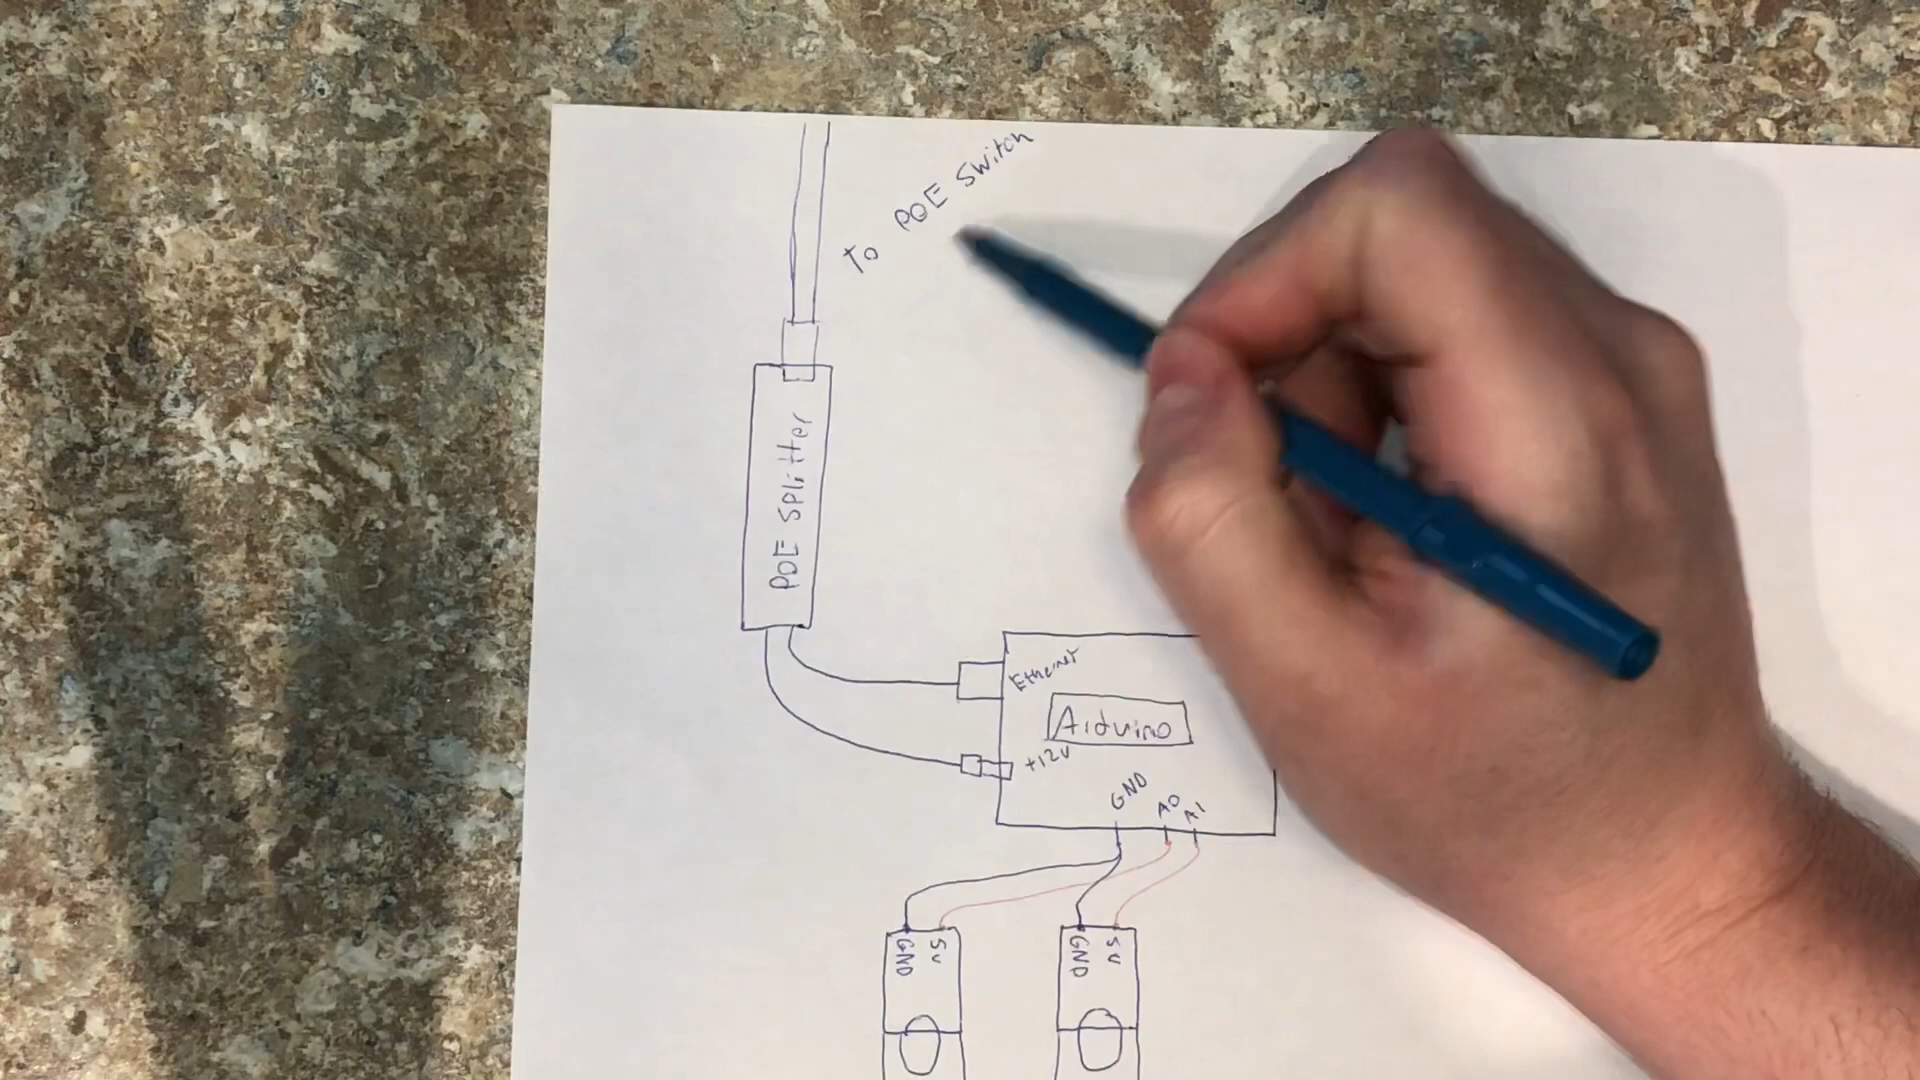 To POE Switch
POE Splitter
Ethernet
Arduino
+12V
GND A0 A1
GND 5V
GND 5V